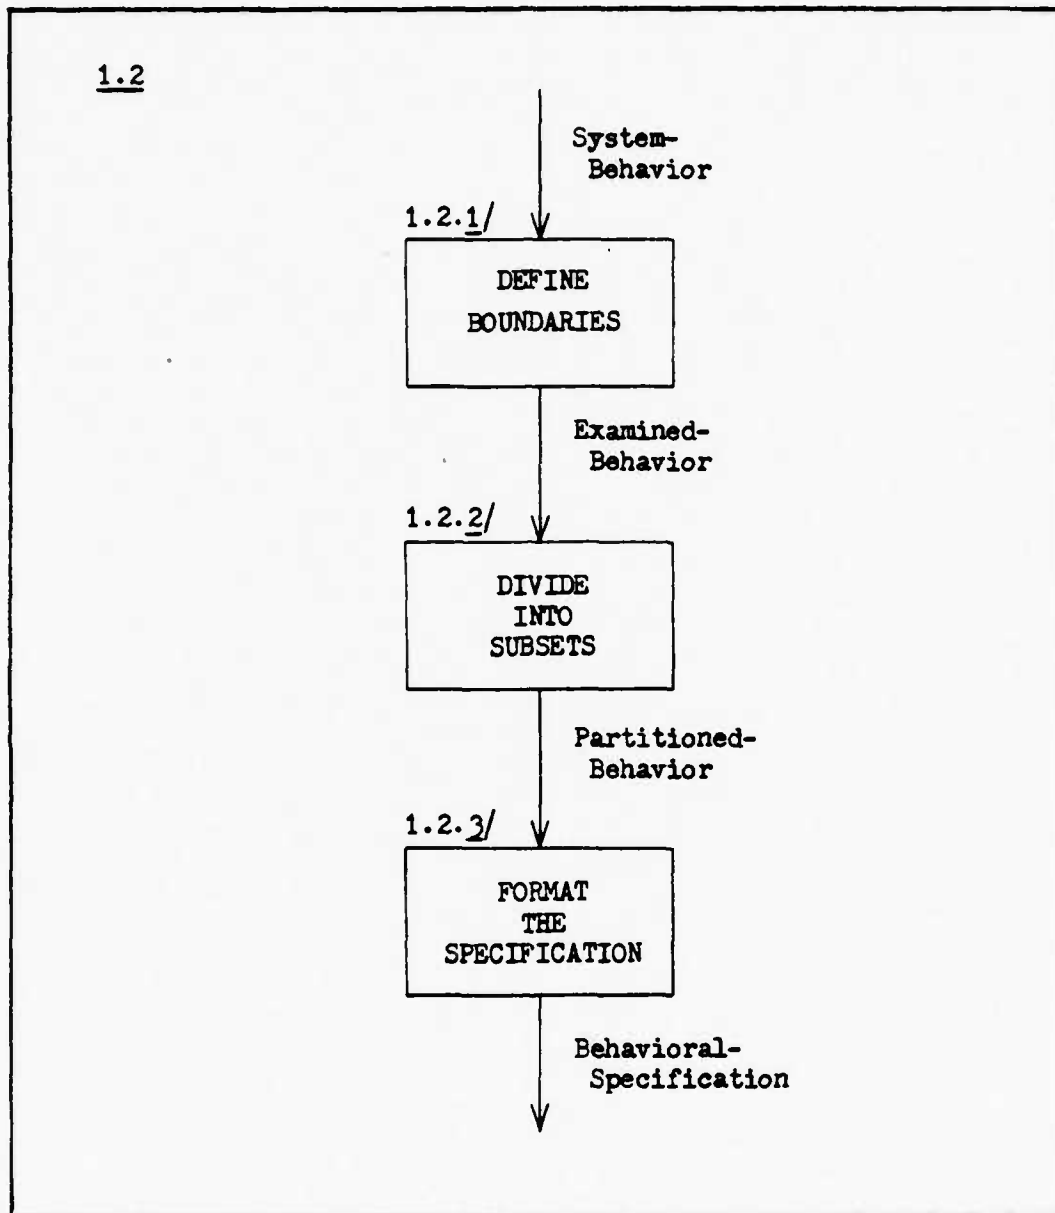 1.2
System-
Behavior
1.2.1/
DEFINE
BOUNDARIES
Examined-
Behavior
1.2.2/
DIVIDE
INTO
SUBSETS
Partitioned-
Behavior
1.2.3/
FORMAT
THE
SPECIFICATION
Behavioral-
Specification